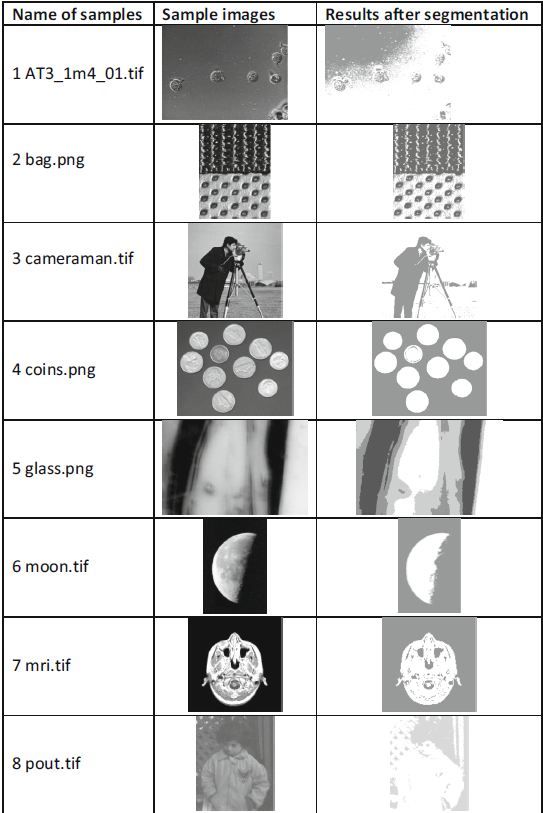 Name of samples Sample images Results after segmentation
1 AT3_1m4_01.tif
2 bag.png
3 cameraman.tif
4 coins.png
5 glass.png
6 moon.tif
7 mri.tif
8 pout.tif